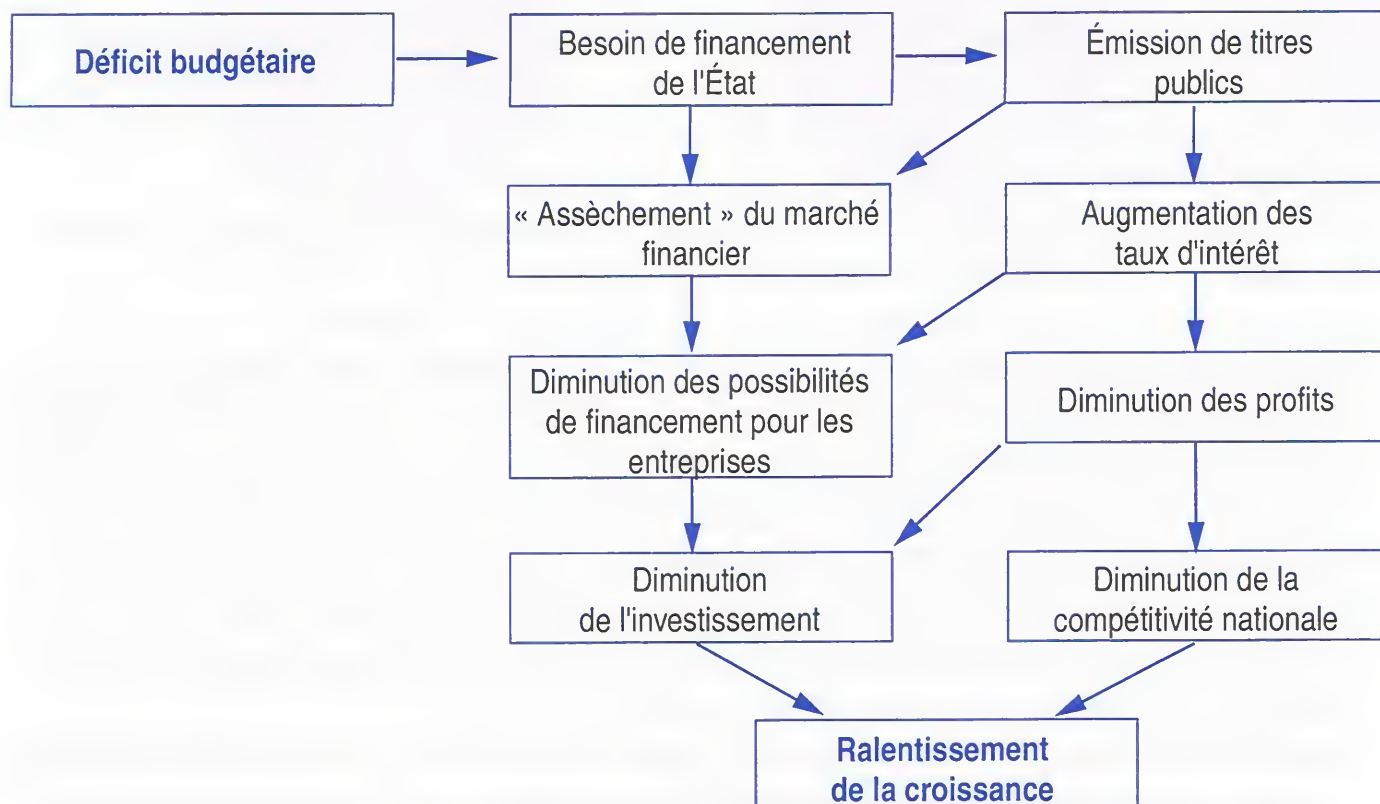 Déficit budgétaire
Besoin de financement
de l'État
Émission de titres
publics
« Assèchement » du marché
financier
Augmentation des
taux d'intérêt
Diminution des possibilités
de financement pour les
entreprises
Diminution des profits
Diminution
de l'investissement
Diminution de la
compétitivité nationale
Ralentissement
de la croissance